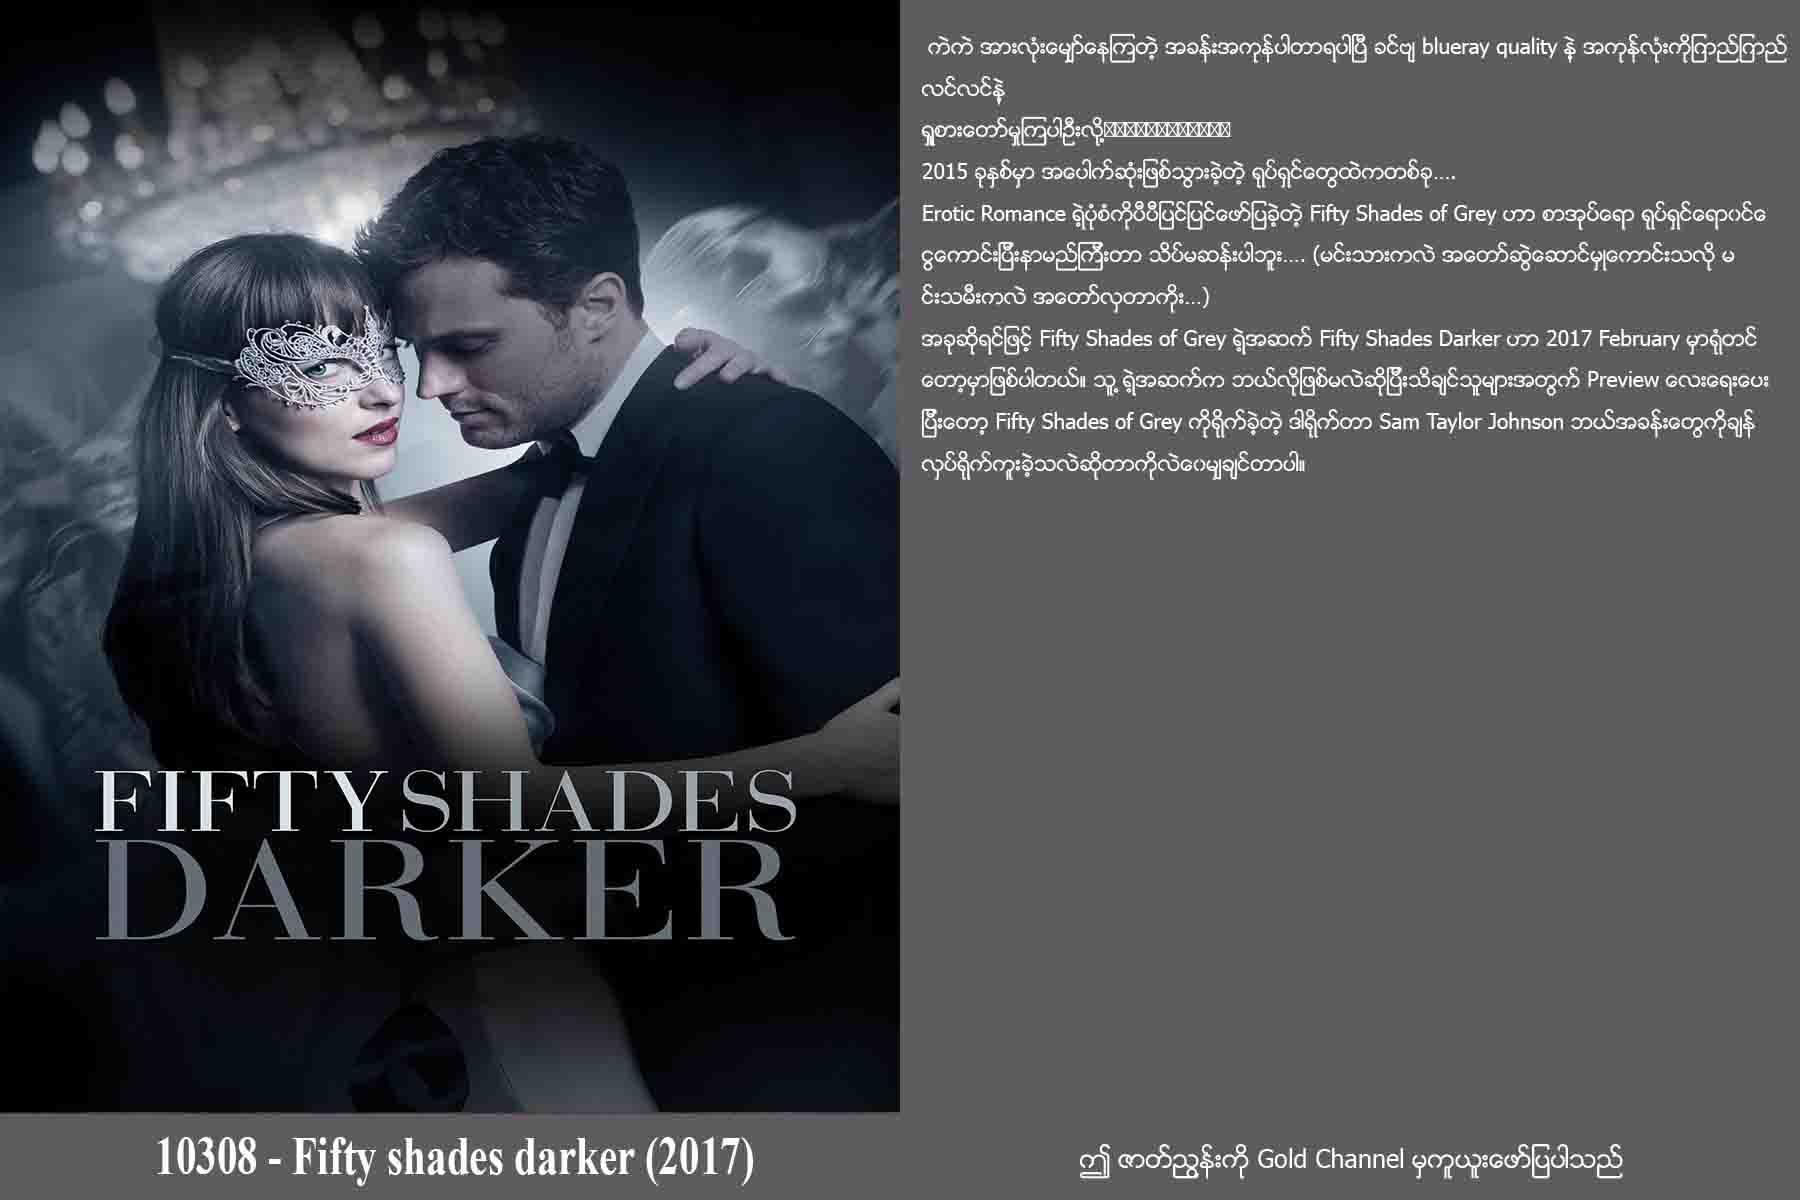 FIFTY SHADES
DARKER
10308 - Fifty shades darker (2017)
ကဲကဲ အားလုံးမျှော်နေကြတဲ့ အခန်းအကုန်ပါတာရပါပြီ ခင်ဗျ blueray quality နဲ့ အကုန်လုံးကိုကြည်ကြည်
လင်လင်နဲ့
ရှုစားတော်မှုကြပါဦးလို့
2015 ခုနှစ်မှာ အပေါက်ဆုံးဖြစ်သွားခဲ့တဲ့ ရုပ်ရှင်တွေထဲကတစ်ခု....
Erotic Romance ရဲ့ပုံစံကိုပီပီပြင်ပြင်ဖော်ပြခဲ့တဲ့ Fifty Shades of Grey ဟာ စာအုပ်ရော ရုပ်ရှင်ရောဝင်ေ
ငွကောင်းပြီးနာမည်ကြီးတာ သိပ်မဆန်းပါဘူး.... (မင်းသားကလဲ အတော်ဆွဲဆောင်မှုကောင်းသလို မ
င်းသမီးကလဲ အတော်လှတာကိုး...)
အခုဆိုရင်ဖြင့် Fifty Shades of Grey ရဲ့အဆက် Fifty Shades Darker ဟာ 2017 February မှာရုံတင်
တော့မှာဖြစ်ပါတယ်။ သူ့ ရဲ့အဆက်က ဘယ်လိုဖြစ်မလဲဆိုပြီးသိချင်သူများအတွက် Preview လေးရေးပေး
ပြီးတော့ Fifty Shades of Grey ကိုရိုက်ခဲ့တဲ့ ဒါရိုက်တာ Sam Taylor Johnson ဘယ်အခန်းတွေကိုချန်
လှပ်ရိုက်ကူးခဲ့သလဲဆိုတာကိုလဲဝေမျှချင်တာပါ။
ဤ ဇာတ်ညွှန်းကို Gold Channel မှကူယူးဖော်ပြပါသည်